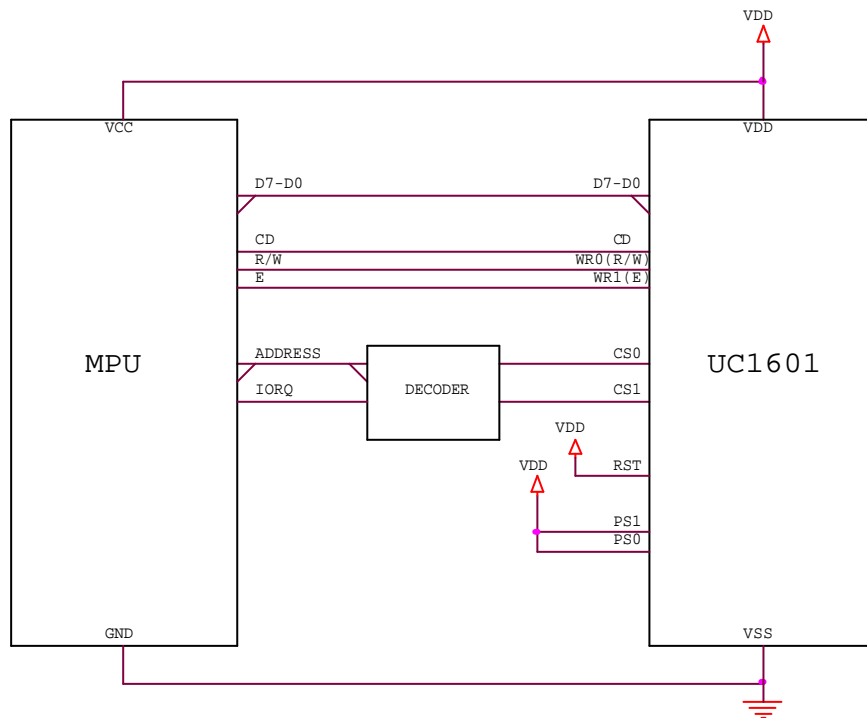 VDD
VCC VDD
D7-D0 D7-D0
CD CD
R/W WR0(R/W)
E WR1(E)
MPU ADDRESS CS0 UC1601
IORQ DECODER CS1
VDD
VDD RST
PS1
PS0
GND VSS